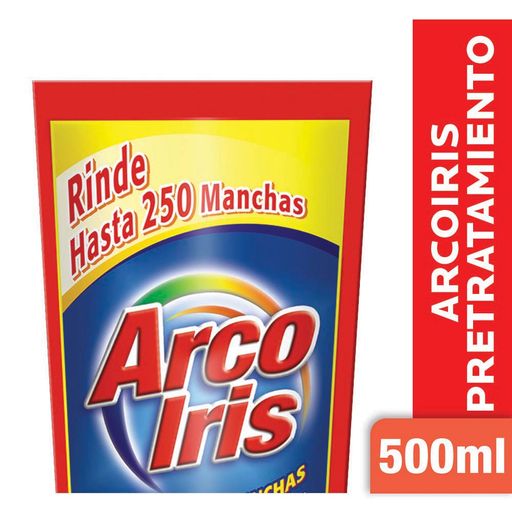 Rinde
Hasta 250 Manchas
Arco
Iris
ARCOIRIS
PRETRATAMIENTO
500ml